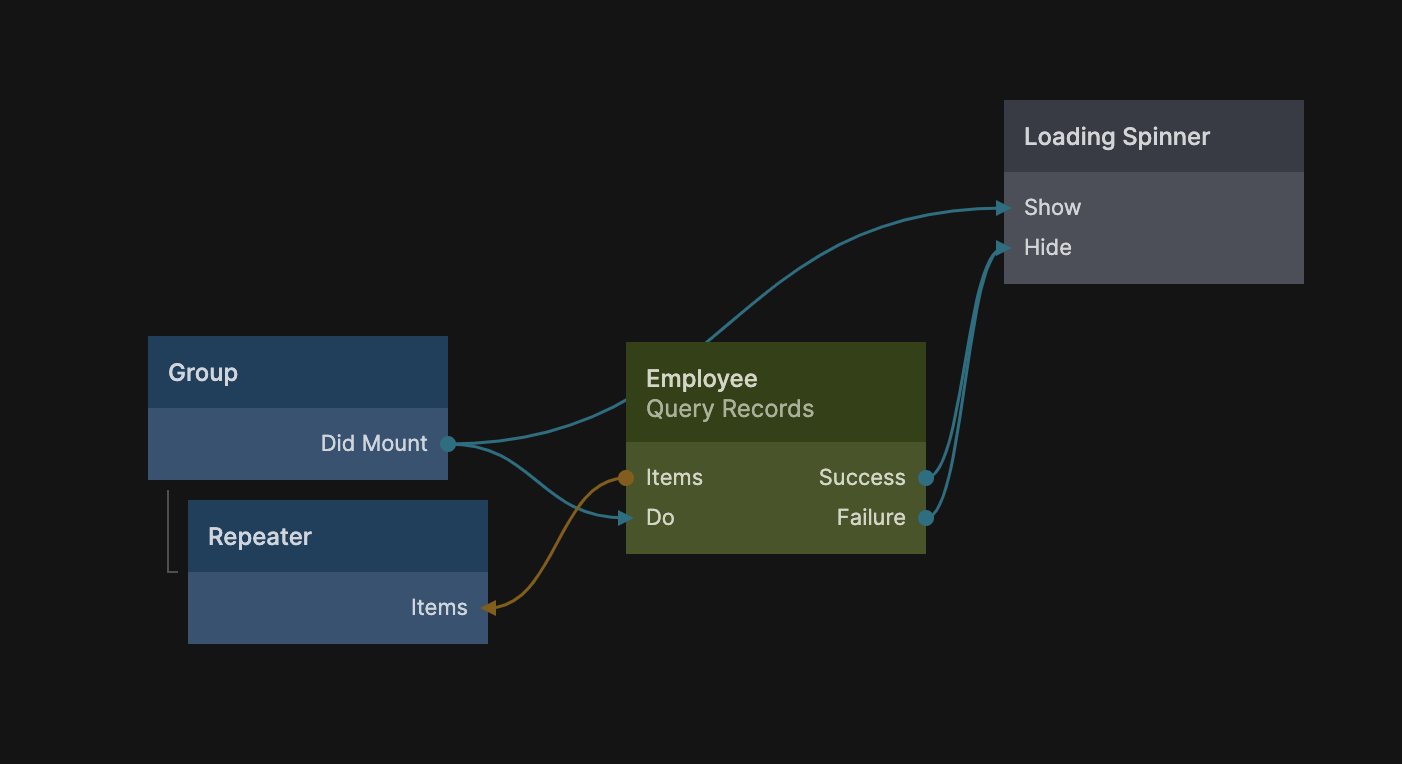 Loading Spinner
Show
Hide
Group
Did Mount
Employee
Query Records
Items
Success
Do
Failure
Repeater
Items